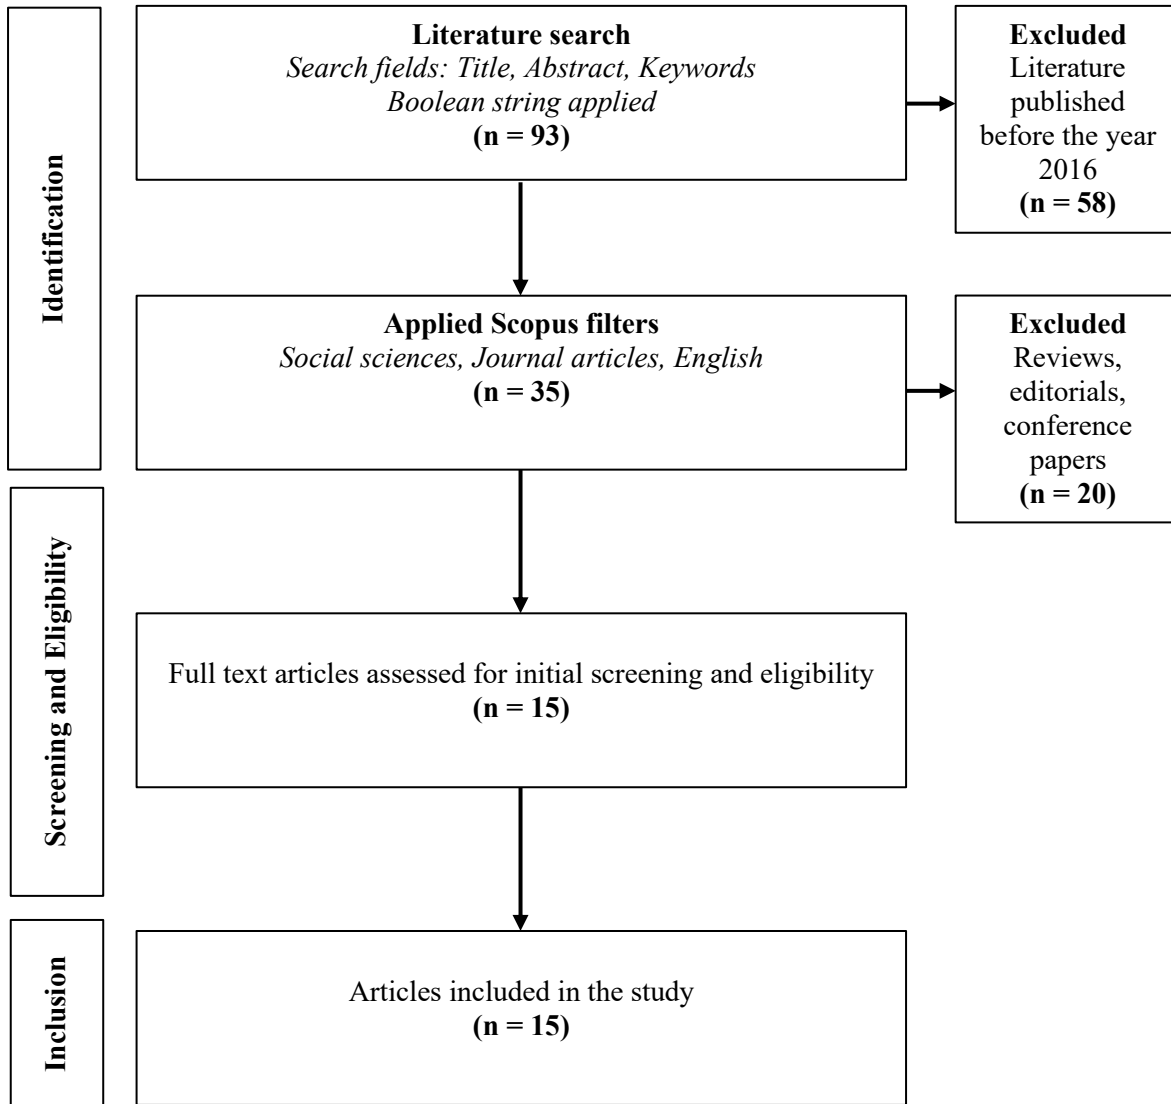 Identification
Literature search
Search fields: Title, Abstract, Keywords
Boolean string applied
(n = 93)
Excluded
Literature
published
before the year
2016
(n = 58)
Applied Scopus filters
Social sciences, Journal articles, English
(n = 35)
Excluded
Reviews,
editorials,
conference
papers
(n = 20)
Screening and Eligibility
Full text articles assessed for initial screening and eligibility
(n = 15)
Inclusion
Articles included in the study
(n = 15)